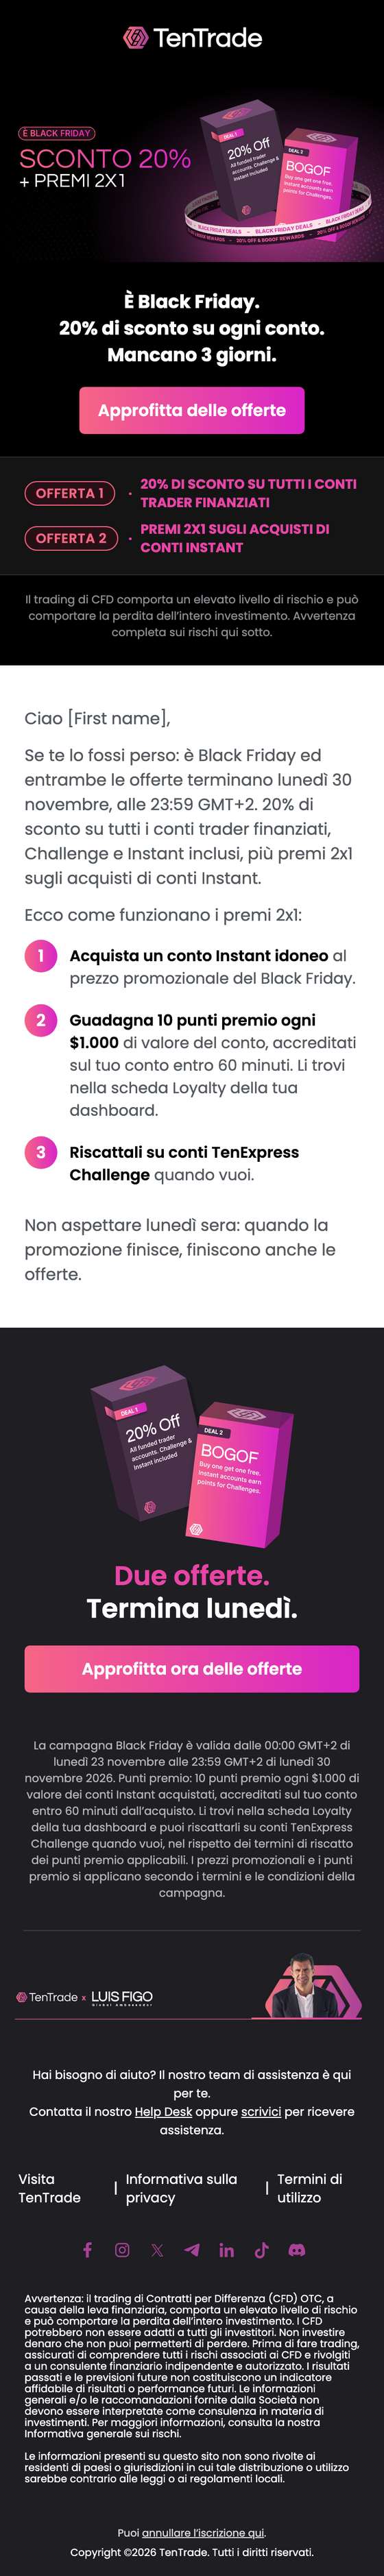 TenTrade
È BLACK FRIDAY
SCONTO 20%
+ PREMI 2X1
DEAL 1
20% Off
All funded trader
accounts. Challenge &
Instant included
DEAL 2
BOGOF
Buy one get one free.
Instant accounts earn
points for Challenges.
BLACK FRIDAY DEALS - BLACK FRIDAY DEALS
20% OFF & BOGOF REWARDS
È Black Friday.
20% di sconto su ogni conto.
Mancano 3 giorni.
Approfitta delle offerte
OFFERTA 1 · 20% DI SCONTO SU TUTTI I CONTI
TRADER FINANZIATI
OFFERTA 2 · PREMI 2X1 SUGLI ACQUISTI DI
CONTI INSTANT
Il trading di CFD comporta un elevato livello di rischio e può
comportare la perdita dell'intero investimento. Avvertenza
completa sui rischi qui sotto.
Ciao [First name],
Se te lo fossi perso: è Black Friday ed
entrambe le offerte terminano lunedì 30
novembre, alle 23:59 GMT+2. 20% di
sconto su tutti i conti trader finanziati,
Challenge e Instant inclusi, più premi 2x1
sugli acquisti di conti Instant.
Ecco come funzionano i premi 2x1:
1 Acquista un conto Instant idoneo al
prezzo promozionale del Black Friday.
2 Guadagna 10 punti premio ogni
$1.000 di valore del conto, accreditati
sul tuo conto entro 60 minuti. Li trovi
nella scheda Loyalty della tua
dashboard.
3 Riscattali su conti TenExpress
Challenge quando vuoi.
Non aspettare lunedì sera: quando la
promozione finisce, finiscono anche le
offerte.
DEAL 1
20% Off
All funded trader
accounts. Challenge &
Instant included
DEAL 2
BOGOF
Buy one get one free.
Instant accounts earn
points for Challenges.
Due offerte.
Termina lunedì.
Approfitta ora delle offerte
La campagna Black Friday è valida dalle 00:00 GMT+2 di
lunedì 23 novembre alle 23:59 GMT+2 di lunedì 30
novembre 2026. Punti premio: 10 punti premio ogni $1.000 di
valore dei conti Instant acquistati, accreditati sul tuo conto
entro 60 minuti dall'acquisto. Li trovi nella scheda Loyalty
della tua dashboard e puoi riscattarli su conti TenExpress
Challenge quando vuoi, nel rispetto dei termini di riscatto
dei punti premio applicabili. I prezzi promozionali e i punti
premio si applicano secondo i termini e le condizioni della
campagna.
TenTrade x LUIS FIGO
Global Ambassador
Hai bisogno di aiuto? Il nostro team di assistenza è qui
per te.
Contatta il nostro Help Desk oppure scrivici per ricevere
assistenza.
Visita
TenTrade
| Informativa sulla
privacy
| Termini di
utilizzo
Avvertenza: il trading di Contratti per Differenza (CFD) OTC, a
causa della leva finanziaria, comporta un elevato livello di rischio
e può comportare la perdita dell'intero investimento. I CFD
potrebbero non essere adatti a tutti gli investitori. Non investire
denaro che non puoi permetterti di perdere. Prima di fare trading,
assicurati di comprendere tutti i rischi associati ai CFD e rivolgiti
a un consulente finanziario indipendente e autorizzato. I risultati
passati e le previsioni future non costituiscono un indicatore
affidabile di risultati o performance futuri. Le informazioni
generali e/o le raccomandazioni fornite dalla Società non
devono essere interpretate come consulenza in materia di
investimenti. Per maggiori informazioni, consulta la nostra
Informativa generale sui rischi.
Le informazioni presenti su questo sito non sono rivolte ai
residenti di paesi o giurisdizioni in cui tale distribuzione o utilizzo
sarebbe contrario alle leggi o ai regolamenti locali.
Puoi annullare l'iscrizione qui.
Copyright ©2026 TenTrade. Tutti i diritti riservati.